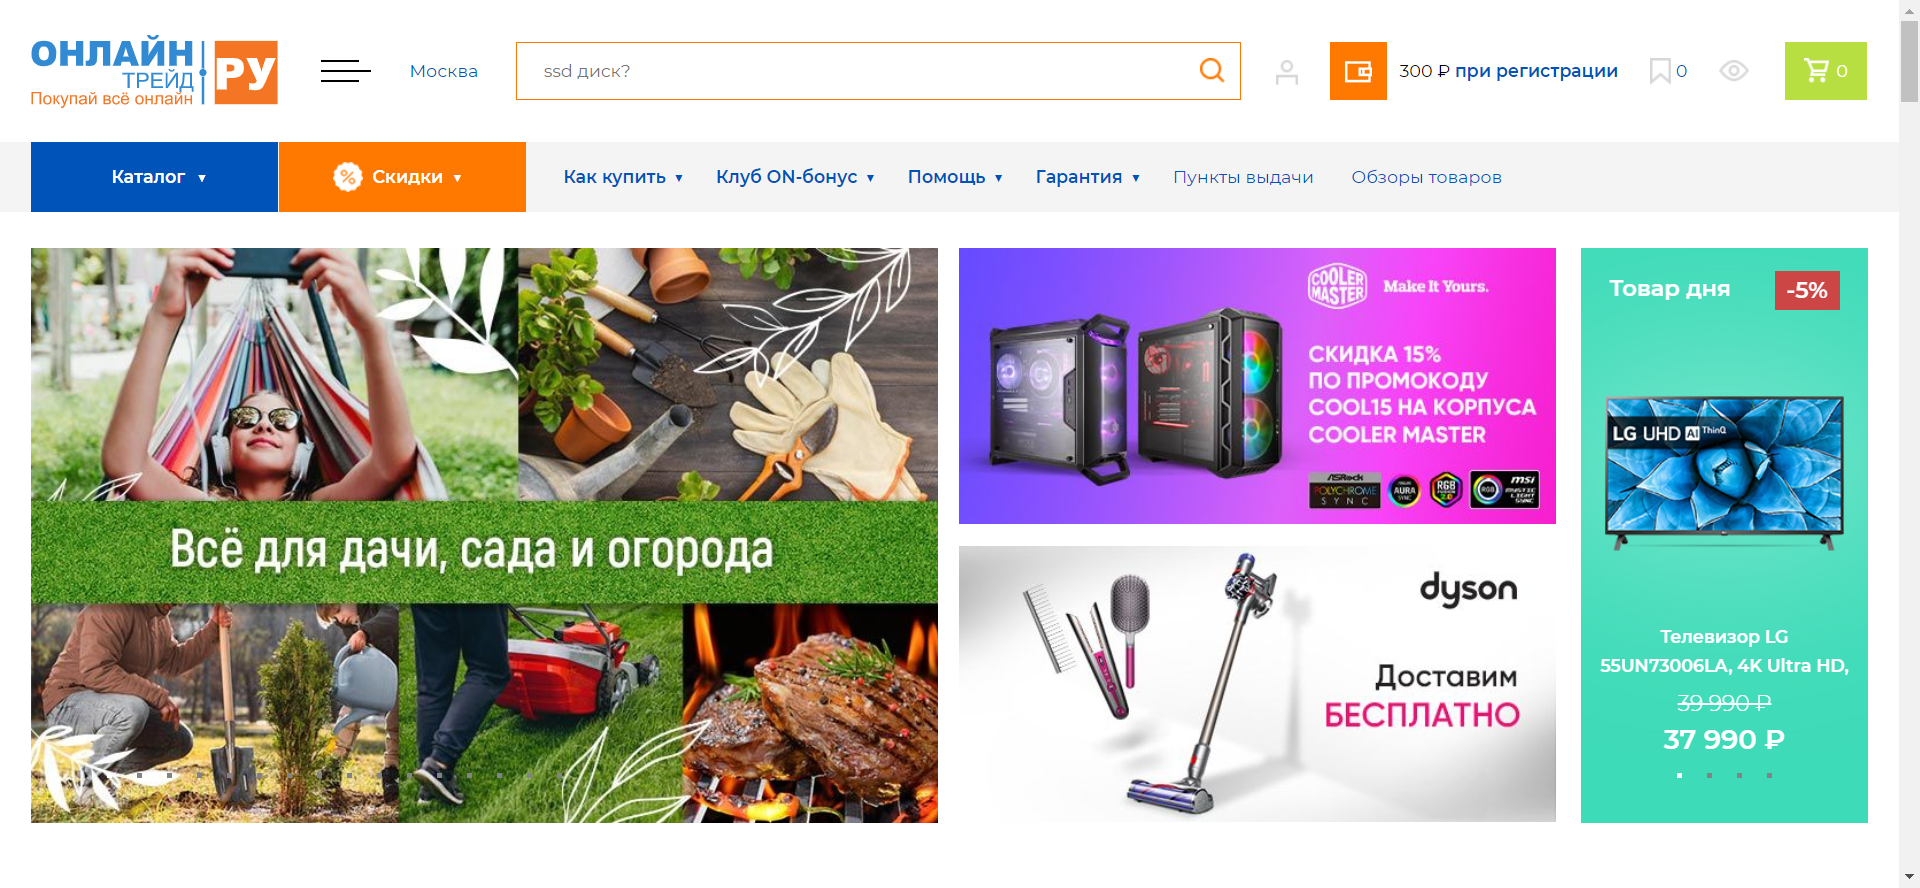 ОНЛАЙН
ТРЕЙД
РУ
Покупай всё онлайн
Москва
ssd диск?
300 ₽ при регистрации
0
0
Каталог
Скидки
Как купить
Клуб ON-бонус
Помощь
Гарантия
Пункты выдачи
Обзоры товаров
Всё для дачи, сада и огорода
COOLER
MASTER
Make It Yours.
СКИДКА 15%
ПО ПРОМОКОДУ
COOL15 НА КОРПУСА
COOLER MASTER
ASRock
POLYCHROME
SYNC
AURA
SYNC
RGB
FUSION
2.0
RGB
msi
MYSTIC
LIGHT
SYNC
dyson
Доставим
БЕСПЛАТНО
Товар дня
-5%
LG UHD AI ThinQ
Телевизор LG
55UN73006LA, 4K Ultra HD,
39 990 ₽
37 990 ₽